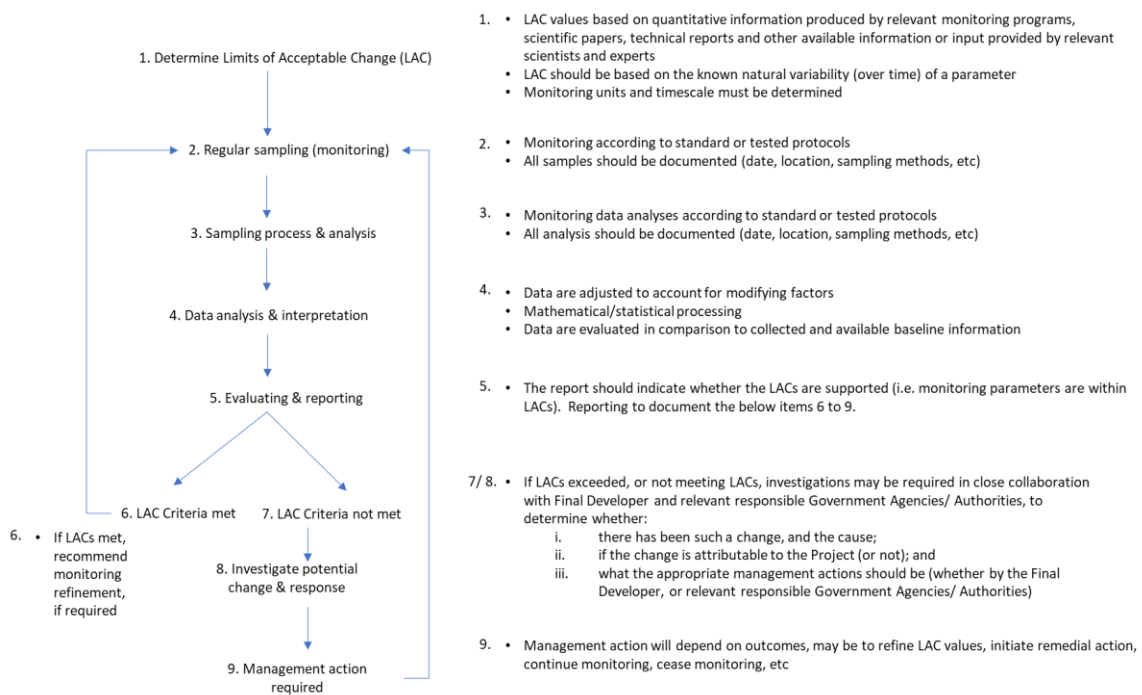 1. Determine Limits of Acceptable Change (LAC)
2. Regular sampling (monitoring)
3. Sampling process & analysis
4. Data analysis & interpretation
5. Evaluating & reporting
6. LAC Criteria met
7. LAC Criteria not met
6. • If LACs met,
recommend
monitoring
refinement,
if required
8. Investigate potential
change & response
9. Management action
required
1. • LAC values based on quantitative information produced by relevant monitoring programs,
scientific papers, technical reports and other available information or input provided by relevant
scientists and experts
• LAC should be based on the known natural variability (over time) of a parameter
• Monitoring units and timescale must be determined
2. • Monitoring according to standard or tested protocols
• All samples should be documented (date, location, sampling methods, etc)
3. • Monitoring data analyses according to standard or tested protocols
• All analysis should be documented (date, location, sampling methods, etc)
4. • Data are adjusted to account for modifying factors
• Mathematical/statistical processing
• Data are evaluated in comparison to collected and available baseline information
5. • The report should indicate whether the LACs are supported (i.e. monitoring parameters are within
LACs). Reporting to document the below items 6 to 9.
7/ 8. • If LACs exceeded, or not meeting LACs, investigations may be required in close collaboration
with Final Developer and relevant responsible Government Agencies/ Authorities, to
determine whether:
i. there has been such a change, and the cause;
ii. if the change is attributable to the Project (or not); and
iii. what the appropriate management actions should be (whether by the Final
Developer, or relevant responsible Government Agencies/ Authorities)
9. • Management action will depend on outcomes, may be to refine LAC values, initiate remedial action,
continue monitoring, cease monitoring, etc